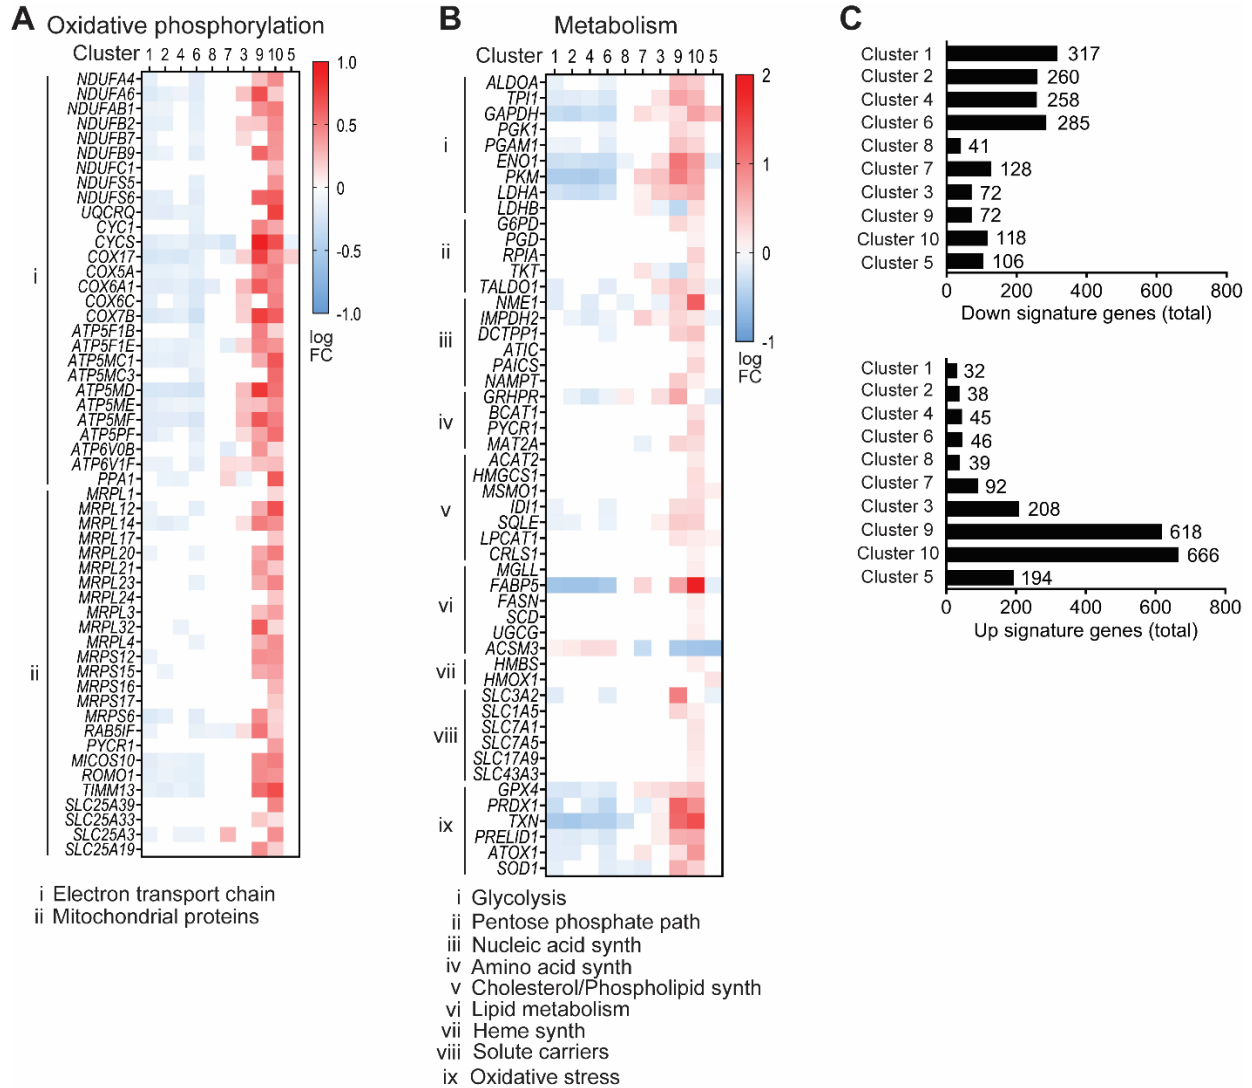 A Oxidative phosphorylation
Cluster 1 2 4 6 8 7 3 9 10 5
NDUFA4
NDUFA6
NDUFAB1
NDUFB2
NDUFB7
NDUFB9
NDUFC1
NDUFS5
NDUFS6
UQCRQ
CYC1
CYCS
COX17
i
COX5A
COX6A1
COX6C
COX7B
ATP5F1B
ATP5F1E
ATP5MC1
ATP5MC3
ATP5MD
ATP5ME
ATP5MF
ATP5PF
ATP6V0B
ATP6V1F
PPA1
MRPL1
MRPL12
MRPL14
MRPL17
MRPL20
MRPL21
MRPL23
MRPL24
MRPL3
MRPL32
MRPL4
MRPS12
ii
MRPS15
MRPS16
MRPS17
MRPS6
RAB5IF
PYCR1
MICOS10
ROMO1
TIMM13
SLC25A39
SLC25A33
SLC25A3
SLC25A19
1.0
0.5
0
-0.5
-1.0
log
FC
i Electron transport chain
ii Mitochondrial proteins
B Metabolism
Cluster 1 2 4 6 8 7 3 9 10 5
ALDOA
TPI1
GAPDH
PGK1
i
PGAM1
ENO1
PKM
LDHA
LDHB
G6PD
PGD
ii
RPIA
TKT
TALDO1
NME1
IMPDH2
DCTPP1
iii
ATIC
PAICS
NAMPT
GRHPR
BCAT1
iv
PYCR1
MAT2A
ACAT2
HMGCS1
MSMO1
v
IDI1
SQLE
LPCAT1
CRLS1
MGLL
FABP5
vi
FASN
SCD
UGCG
ACSM3
HMBS
vii
HMOX1
SLC3A2
SLC1A5
SLC7A1
viii
SLC7A5
SLC17A9
SLC43A3
GPX4
PRDX1
TXN
ix
PRELID1
ATOX1
SOD1
2
1
0
-1
log
FC
i Glycolysis
ii Pentose phosphate path
iii Nucleic acid synth
iv Amino acid synth
v Cholesterol/Phospholipid synth
vi Lipid metabolism
vii Heme synth
viii Solute carriers
ix Oxidative stress
C
Cluster 1 317
Cluster 2 260
Cluster 4 258
Cluster 6 285
Cluster 8 41
Cluster 7 128
Cluster 3 72
Cluster 9 72
Cluster 10 118
Cluster 5 106
0 200 400 600 800
Down signature genes (total)
Cluster 1 32
Cluster 2 38
Cluster 4 45
Cluster 6 46
Cluster 8 39
Cluster 7 92
Cluster 3 208
Cluster 9 618
Cluster 10 666
Cluster 5 194
0 200 400 600 800
Up signature genes (total)